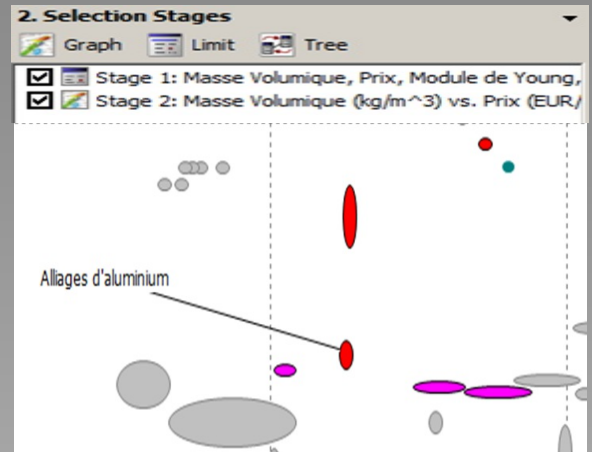 2. Selection Stages
Graph Limit Tree
Stage 1: Masse Volumique, Prix, Module de Young,
Stage 2: Masse Volumique (kg/m^3) vs. Prix (EUR/
Alliages d'aluminium